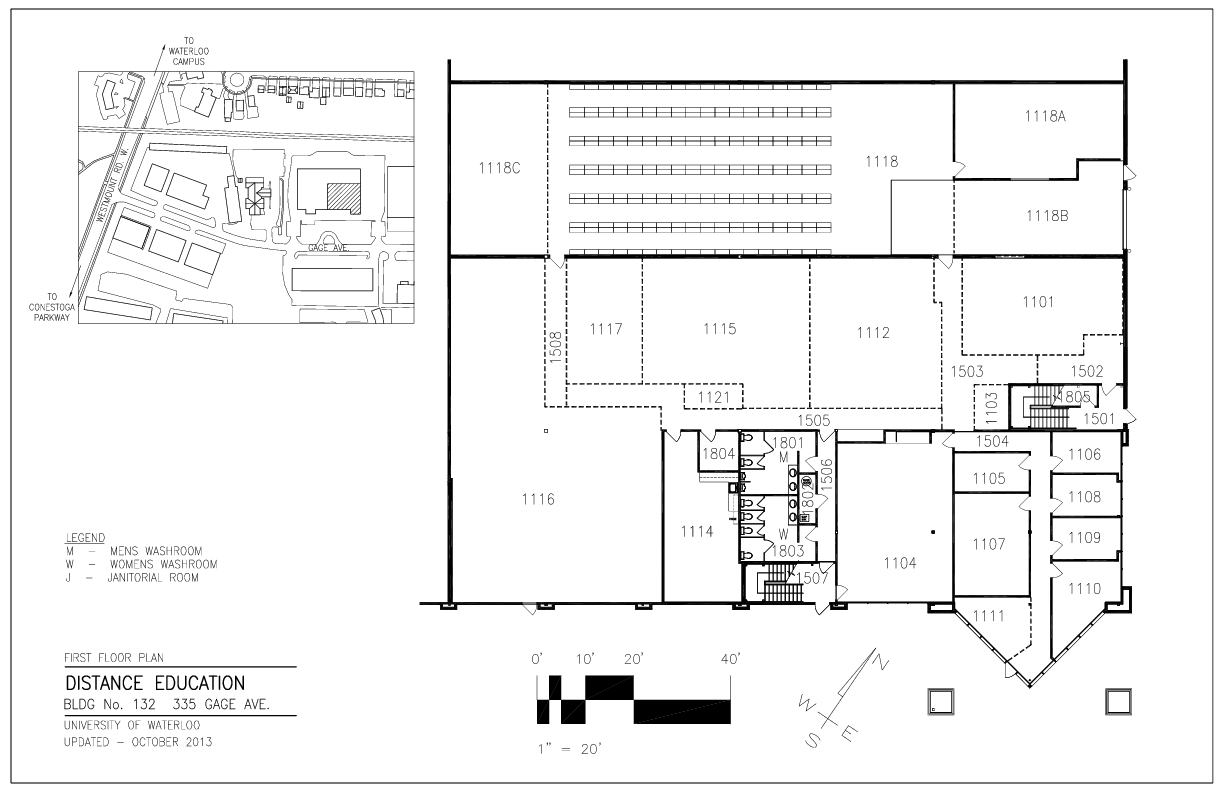 TO
WATERLOO
CAMPUS
WESTMOUNT RD. W.
GAGE AVE.
TO
CONESTOGA
PARKWAY
1118A
1118C
1118
1118B
1101
1117
1115
1112
1508
1503
1502
1121
1103
1805
1501
1505
1504
1801
M
1804
1506
1106
1105
1802
1108
1116
1114
W
1803
1109
1107
1104
1507
1110
1111
LEGEND
M – MENS WASHROOM
W – WOMENS WASHROOM
J – JANITORIAL ROOM
FIRST FLOOR PLAN
DISTANCE EDUCATION
BLDG No. 132 335 GAGE AVE.
UNIVERSITY OF WATERLOO
UPDATED – OCTOBER 2013
0' 10' 20' 40'
1" = 20'
N
W
E
S